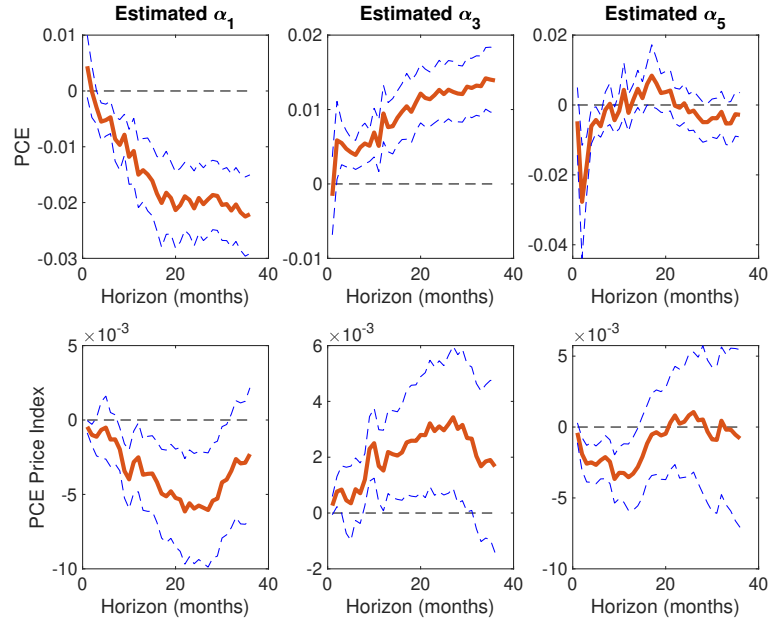 Estimated α1 Estimated α3 Estimated α5
0.01 0.02 0.02
0 0.01 0
-0.01 0 -0.02
-0.02 -0.01 -0.04
-0.03
PCE
0 20 40 0 20 40 0 20 40
Horizon (months) Horizon (months) Horizon (months)
×10-3 ×10-3 ×10-3
5 6 5
0 4 0
-5 2 -5
-10 0 -10
-2
PCE Price Index
0 20 40 0 20 40 0 20 40
Horizon (months) Horizon (months) Horizon (months)